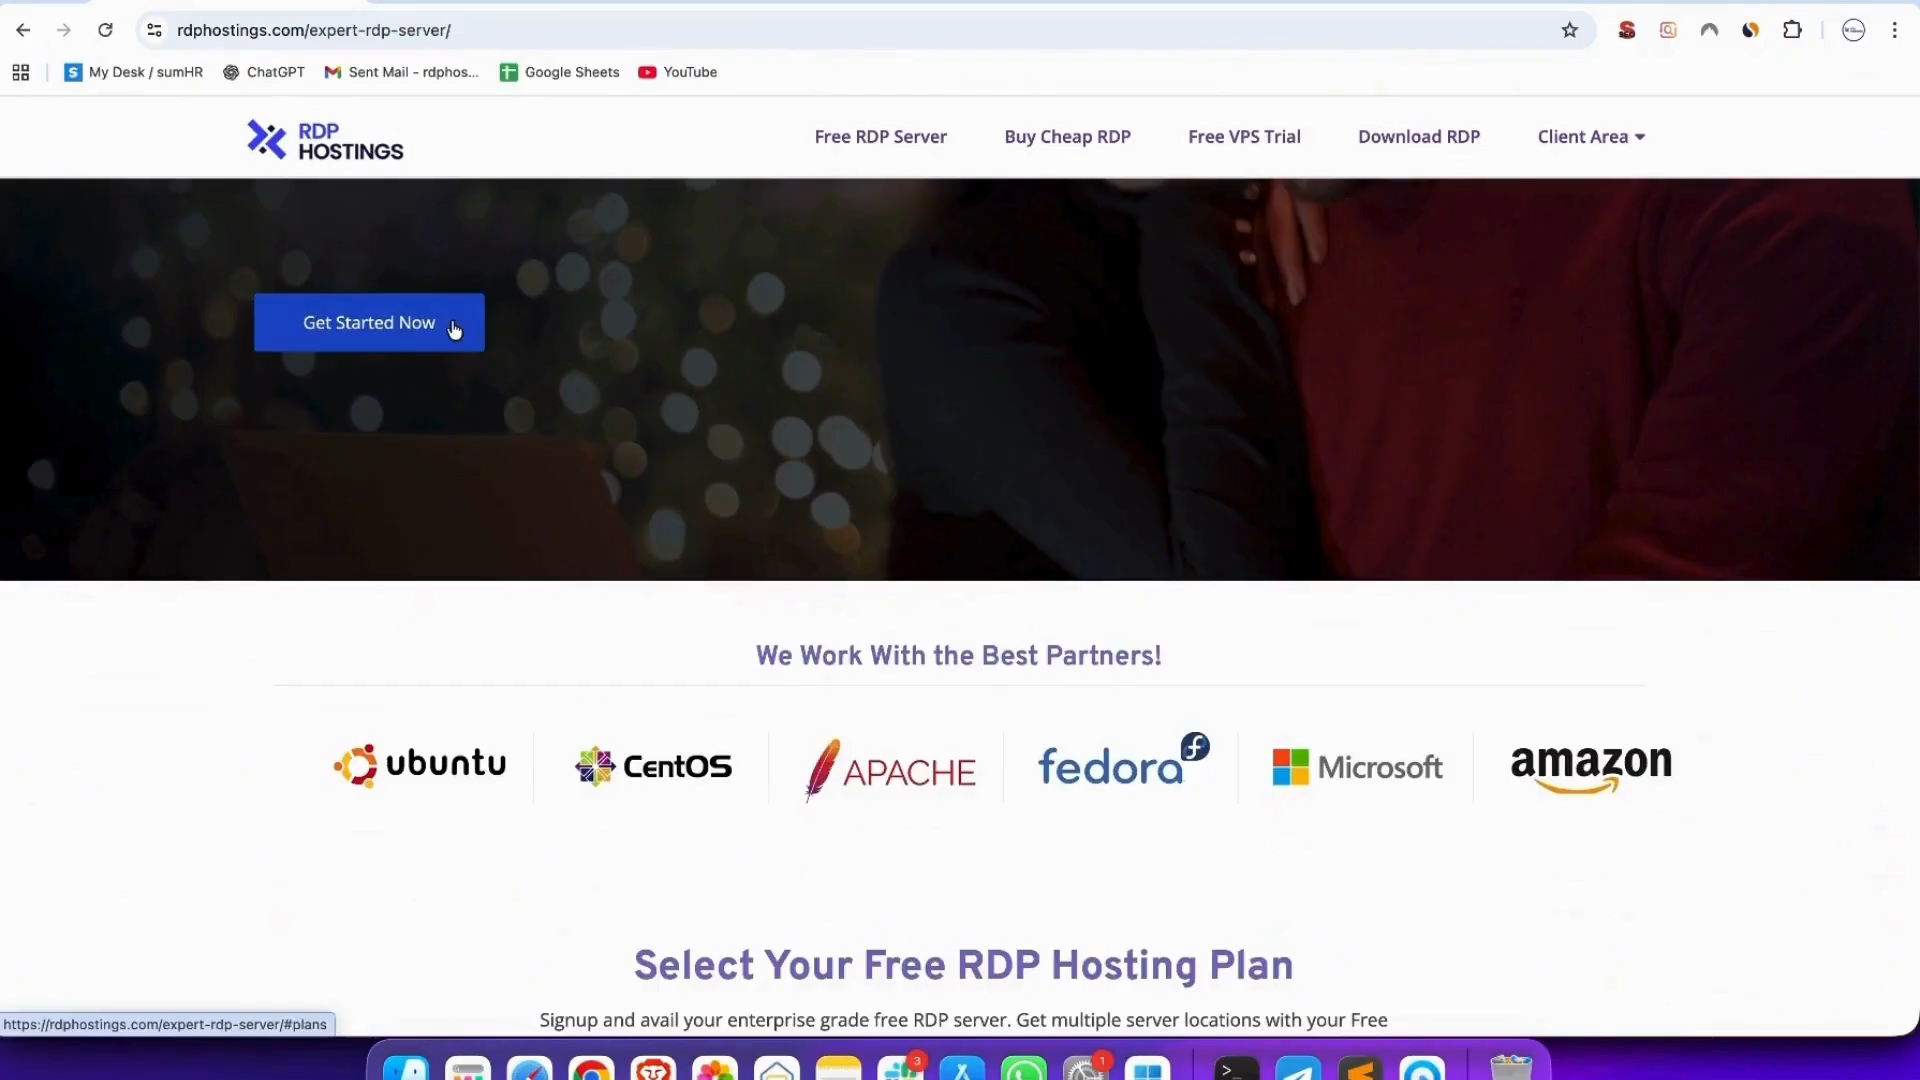 rdphostings.com/expert-rdp-server/
My Desk / sumHR
ChatGPT
Sent Mail - rdphos...
Google Sheets
YouTube
RDP
HOSTINGS
Free RDP Server
Buy Cheap RDP
Free VPS Trial
Download RDP
Client Area
Get Started Now
We Work With the Best Partners!
ubuntu
CentOS
APACHE
fedora
Microsoft
amazon
Select Your Free RDP Hosting Plan
Signup and avail your enterprise grade free RDP server. Get multiple server locations with your Free
https://rdphostings.com/expert-rdp-server/#plans
3
1